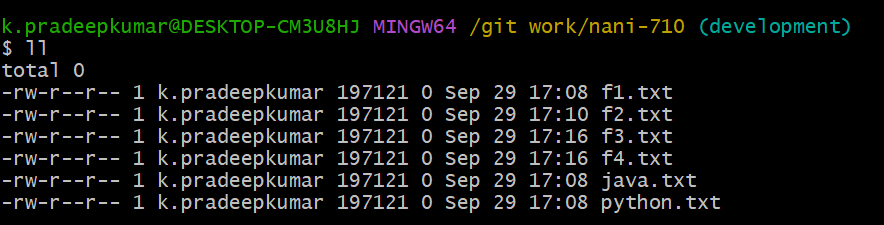 k.pradeepkumar@DESKTOP-CM3U8HJ MINGW64 /git work/nani-710 (development)
$ ll
total 0
-rw-r--r-- 1 k.pradeepkumar 197121 0 Sep 29 17:08 f1.txt
-rw-r--r-- 1 k.pradeepkumar 197121 0 Sep 29 17:10 f2.txt
-rw-r--r-- 1 k.pradeepkumar 197121 0 Sep 29 17:16 f3.txt
-rw-r--r-- 1 k.pradeepkumar 197121 0 Sep 29 17:16 f4.txt
-rw-r--r-- 1 k.pradeepkumar 197121 0 Sep 29 17:08 java.txt
-rw-r--r-- 1 k.pradeepkumar 197121 0 Sep 29 17:08 python.txt